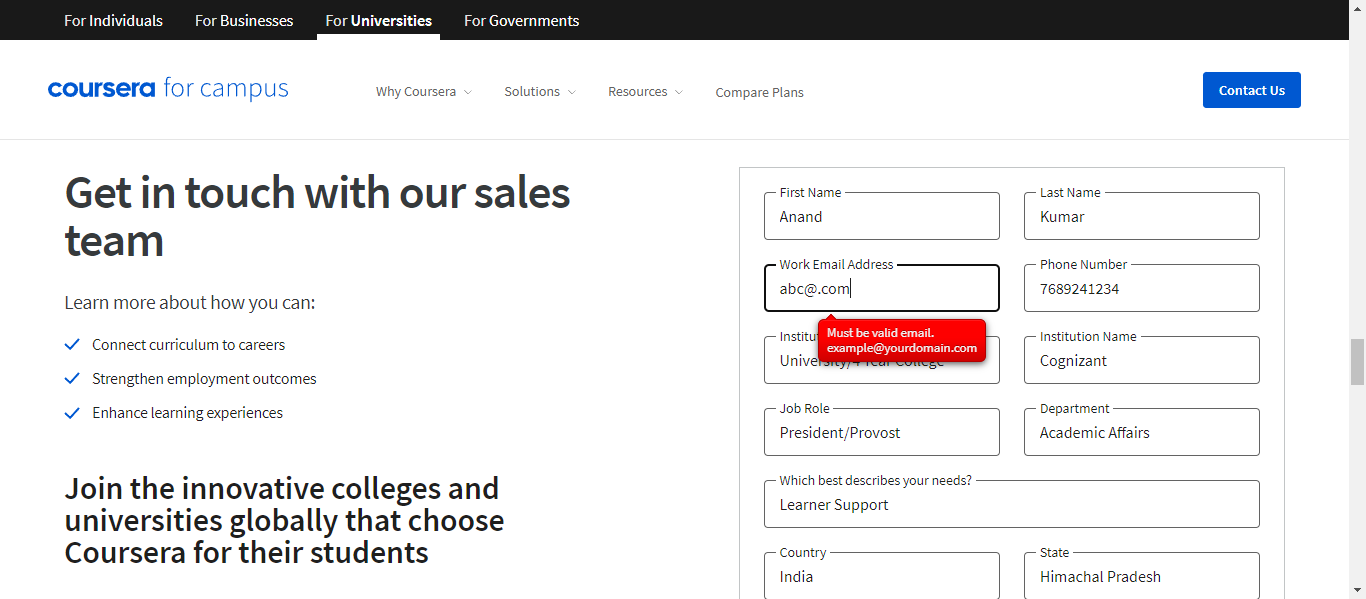 For Individuals For Businesses For Universities For Governments
coursera for campus Why Coursera Solutions Resources Compare Plans Contact Us
Get in touch with our sales
team
Learn more about how you can:
Connect curriculum to careers
Strengthen employment outcomes
Enhance learning experiences
Join the innovative colleges and
universities globally that choose
Coursera for their students
First Name Last Name
Anand Kumar
Work Email Address Phone Number
abc@.com 7689241234
Must be valid email.
example@yourdomain.com
Institution Name
University/4 Year College Cognizant
Job Role Department
President/Provost Academic Affairs
Which best describes your needs?
Learner Support
Country State
India Himachal Pradesh